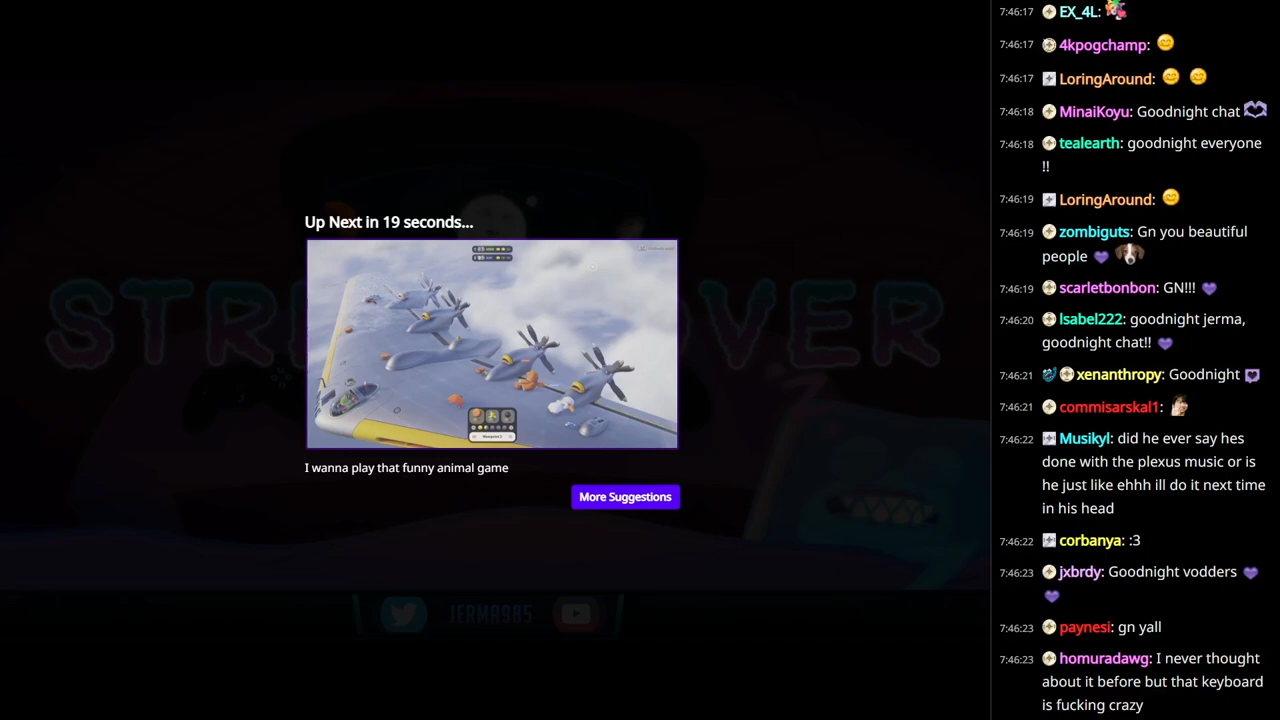 STR
OVER
Up Next in 19 seconds...
I wanna play that funny animal game
More Suggestions
JERMA985
7:46:17 EX_4L:
7:46:17 4kpogchamp: 😊
7:46:17 LoringAround: 😊 😊
7:46:18 MinaiKoyu: Goodnight chat
7:46:18 tealearth: goodnight everyone
!!
7:46:19 LoringAround: 😊
7:46:19 zombiguts: Gn you beautiful
people 💜
7:46:19 scarletbonbon: GN!!! 💜
7:46:20 lsabel222: goodnight jerma,
goodnight chat!! 💜
7:46:21 xenanthropy: Goodnight
7:46:21 commisarskal1:
7:46:22 Musikyl: did he ever say hes
done with the plexus music or is
he just like ehhh ill do it next time
in his head
7:46:22 corbanya: :3
7:46:23 jxbrdy: Goodnight vodders 💜
💜
7:46:23 paynesi: gn yall
7:46:23 homuradawg: I never thought
about it before but that keyboard
is fucking crazy